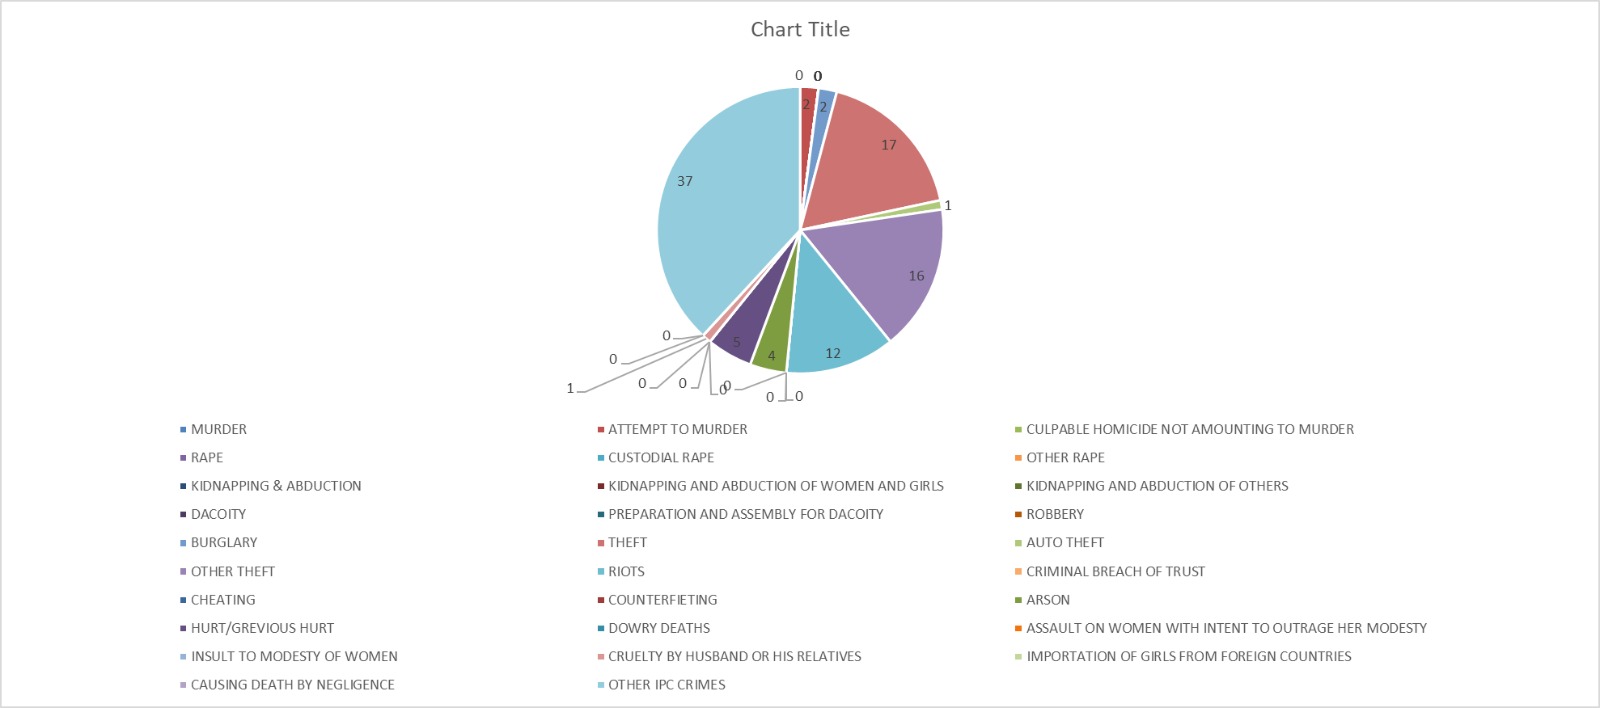 Chart Title
0 0
2 2
17
37
1
16
0
5 4 12
0
1 0 0 0 0
0 0
MURDER ATTEMPT TO MURDER CULPABLE HOMICIDE NOT AMOUNTING TO MURDER
RAPE CUSTODIAL RAPE OTHER RAPE
KIDNAPPING & ABDUCTION KIDNAPPING AND ABDUCTION OF WOMEN AND GIRLS KIDNAPPING AND ABDUCTION OF OTHERS
DACOITY PREPARATION AND ASSEMBLY FOR DACOITY ROBBERY
BURGLARY THEFT AUTO THEFT
OTHER THEFT RIOTS CRIMINAL BREACH OF TRUST
CHEATING COUNTERFIETING ARSON
HURT/GREVIOUS HURT DOWRY DEATHS ASSAULT ON WOMEN WITH INTENT TO OUTRAGE HER MODESTY
INSULT TO MODESTY OF WOMEN CRUELTY BY HUSBAND OR HIS RELATIVES IMPORTATION OF GIRLS FROM FOREIGN COUNTRIES
CAUSING DEATH BY NEGLIGENCE OTHER IPC CRIMES